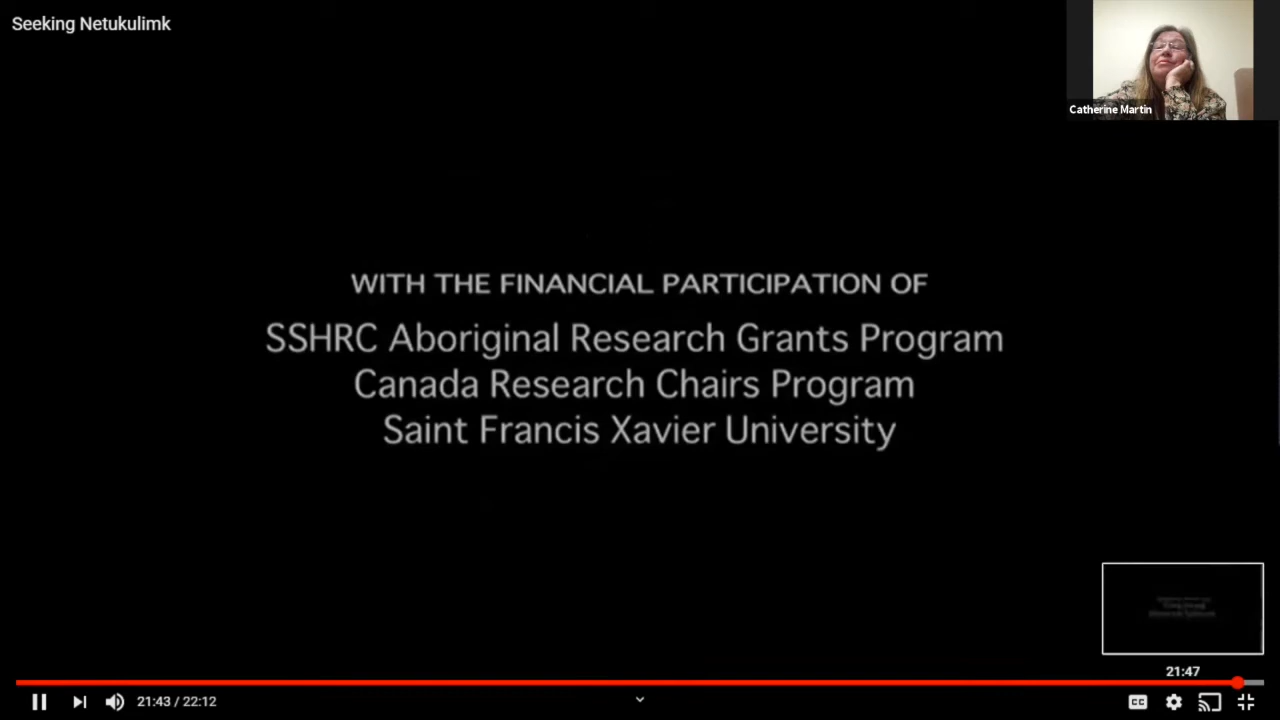 Seeking Netukulimk
Catherine Martin
WITH THE FINANCIAL PARTICIPATION OF
SSHRC Aboriginal Research Grants Program
Canada Research Chairs Program
Saint Francis Xavier University
21:47
21:43 / 22:12
CC